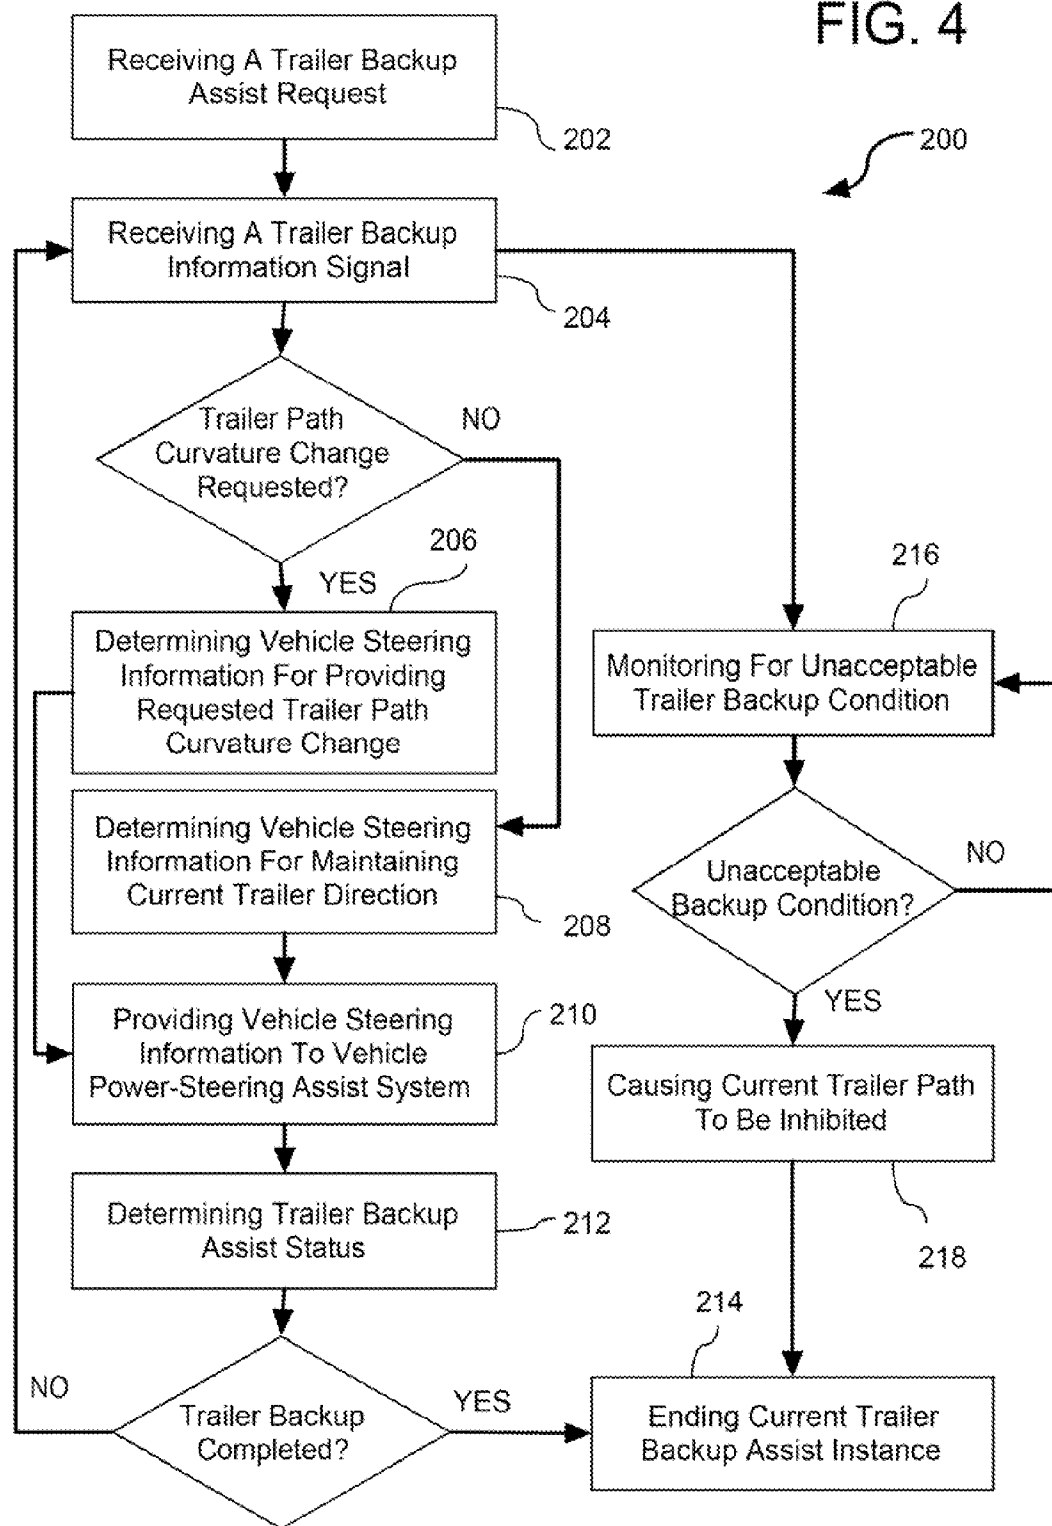 FIG. 4
Receiving A Trailer Backup
Assist Request
202
200
Receiving A Trailer Backup
Information Signal
204
Trailer Path
Curvature Change
Requested?
NO
YES
206
Determining Vehicle Steering
Information For Providing
Requested Trailer Path
Curvature Change
Determining Vehicle Steering
Information For Maintaining
Current Trailer Direction
208
Providing Vehicle Steering
Information To Vehicle
Power-Steering Assist System
210
Determining Trailer Backup
Assist Status
212
Trailer Backup
Completed?
NO
YES
216
Monitoring For Unacceptable
Trailer Backup Condition
Unacceptable
Backup Condition?
NO
YES
Causing Current Trailer Path
To Be Inhibited
218
214
Ending Current Trailer
Backup Assist Instance